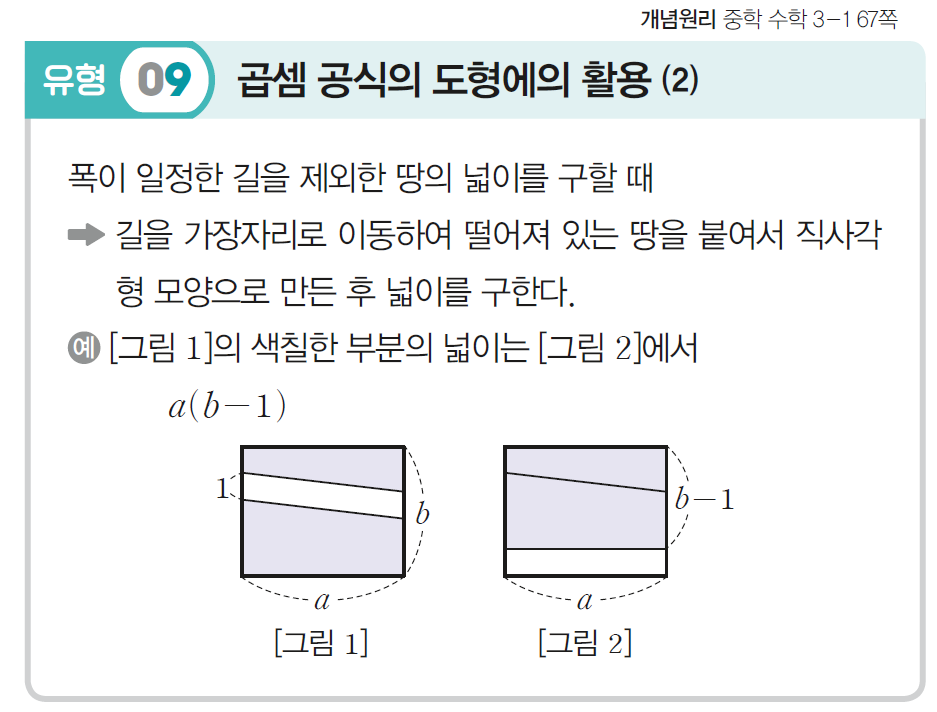 개념원리 중학 수학 3-1 67쪽
유형 09 곱셈 공식의 도형에의 활용 (2)
폭이 일정한 길을 제외한 땅의 넓이를 구할 때
➡ 길을 가장자리로 이동하여 떨어져 있는 땅을 붙여서 직사각
형 모양으로 만든 후 넓이를 구한다.
예 [그림 1]의 색칠한 부분의 넓이는 [그림 2]에서
a(b-1)
1
b
a
[그림 1]
b-1
a
[그림 2]